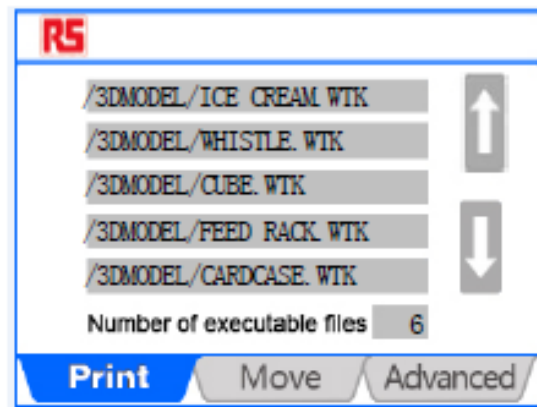 RS
/3DMODEL/ICE CREAM.WTK
/3DMODEL/WHISTLE.WTK
/3DMODEL/CUBE.WTK
/3DMODEL/FEED RACK.WTK
/3DMODEL/CARDCASE.WTK
Number of executable files 6
Print Move Advanced